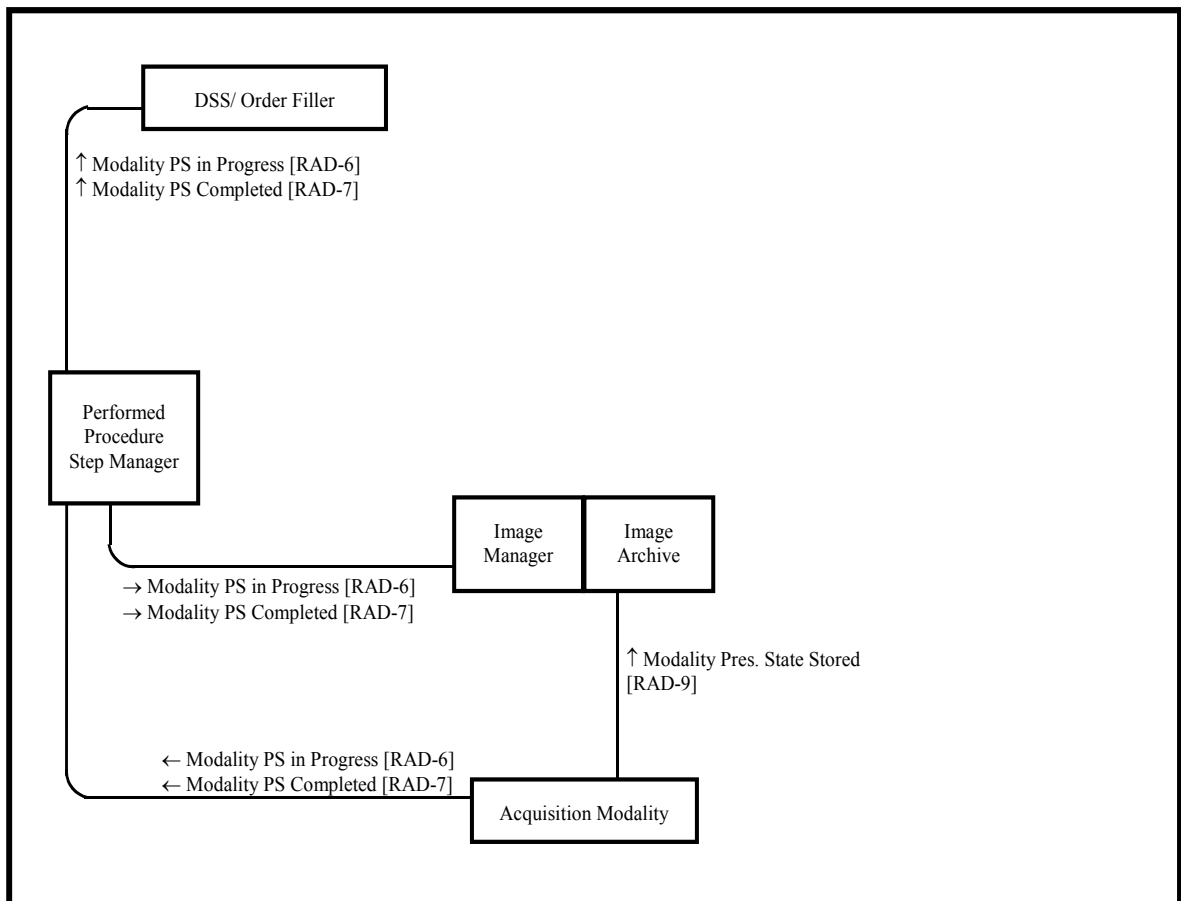 DSS/ Order Filler
↑ Modality PS in Progress [RAD-6]
↑ Modality PS Completed [RAD-7]
Performed
Procedure
Step Manager
Image
Manager
Image
Archive
→ Modality PS in Progress [RAD-6]
→ Modality PS Completed [RAD-7]
↑ Modality Pres. State Stored
[RAD-9]
← Modality PS in Progress [RAD-6]
← Modality PS Completed [RAD-7]
Acquisition Modality